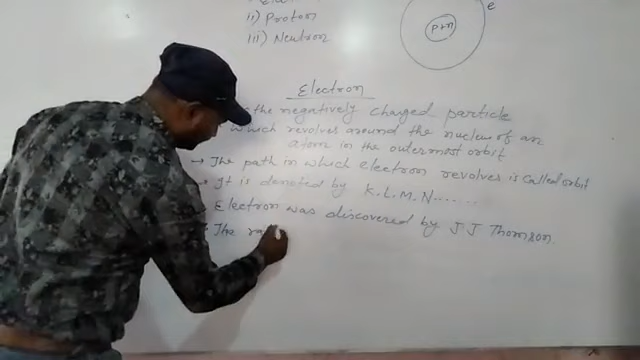 ii) Proton
iii) Neutron
e
P+n
Electron
the negatively charged particle
which revolves around the nucleus of an
atom in the outermost orbit
→ The path in which electron revolves is called orbit
It is denoted by K.L.M.N......
Electron was discovered by J J Thomson.
The